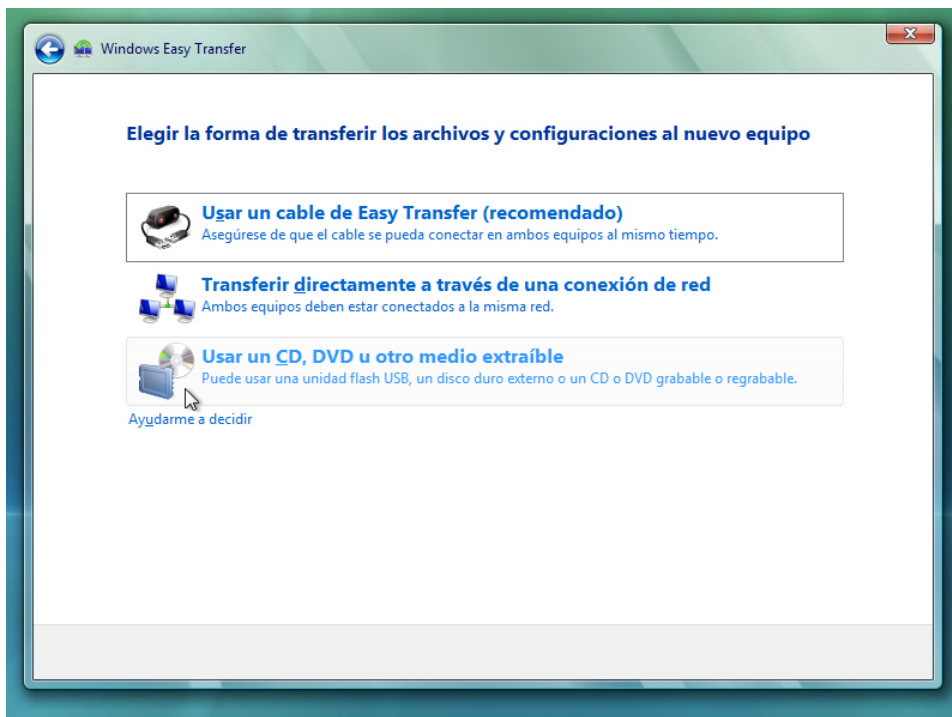 Windows Easy Transfer
Elegir la forma de transferir los archivos y configuraciones al nuevo equipo
Usar un cable de Easy Transfer (recomendado)
Asegúrese de que el cable se pueda conectar en ambos equipos al mismo tiempo.
Transferir directamente a través de una conexión de red
Ambos equipos deben estar conectados a la misma red.
Usar un CD, DVD u otro medio extraíble
Puede usar una unidad flash USB, un disco duro externo o un CD o DVD grabable o regrabable.
Ayudarme a decidir